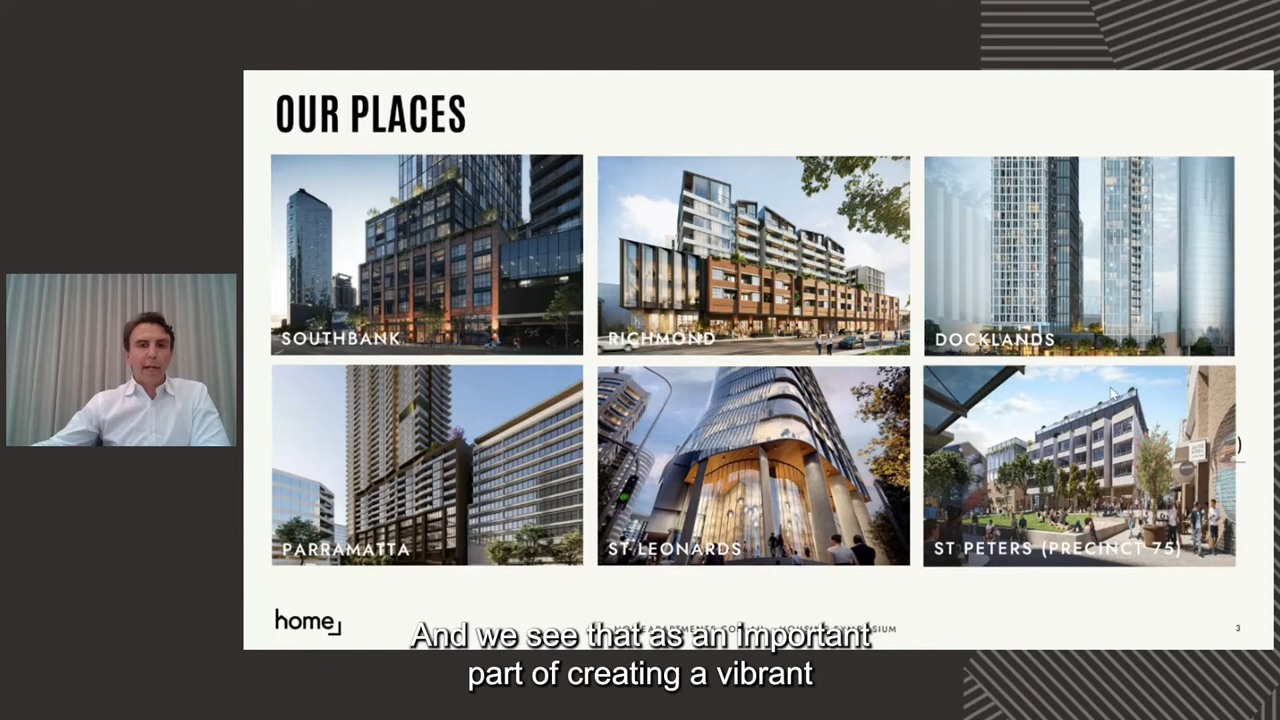 OUR PLACES
SOUTHBANK
RICHMOND
DOCKLANDS
PARRAMATTA
ST LEONARDS
ST PETERS (PRECINCT 75)
home
SYMPOSIUM
3
And we see that as an important
part of creating a vibrant